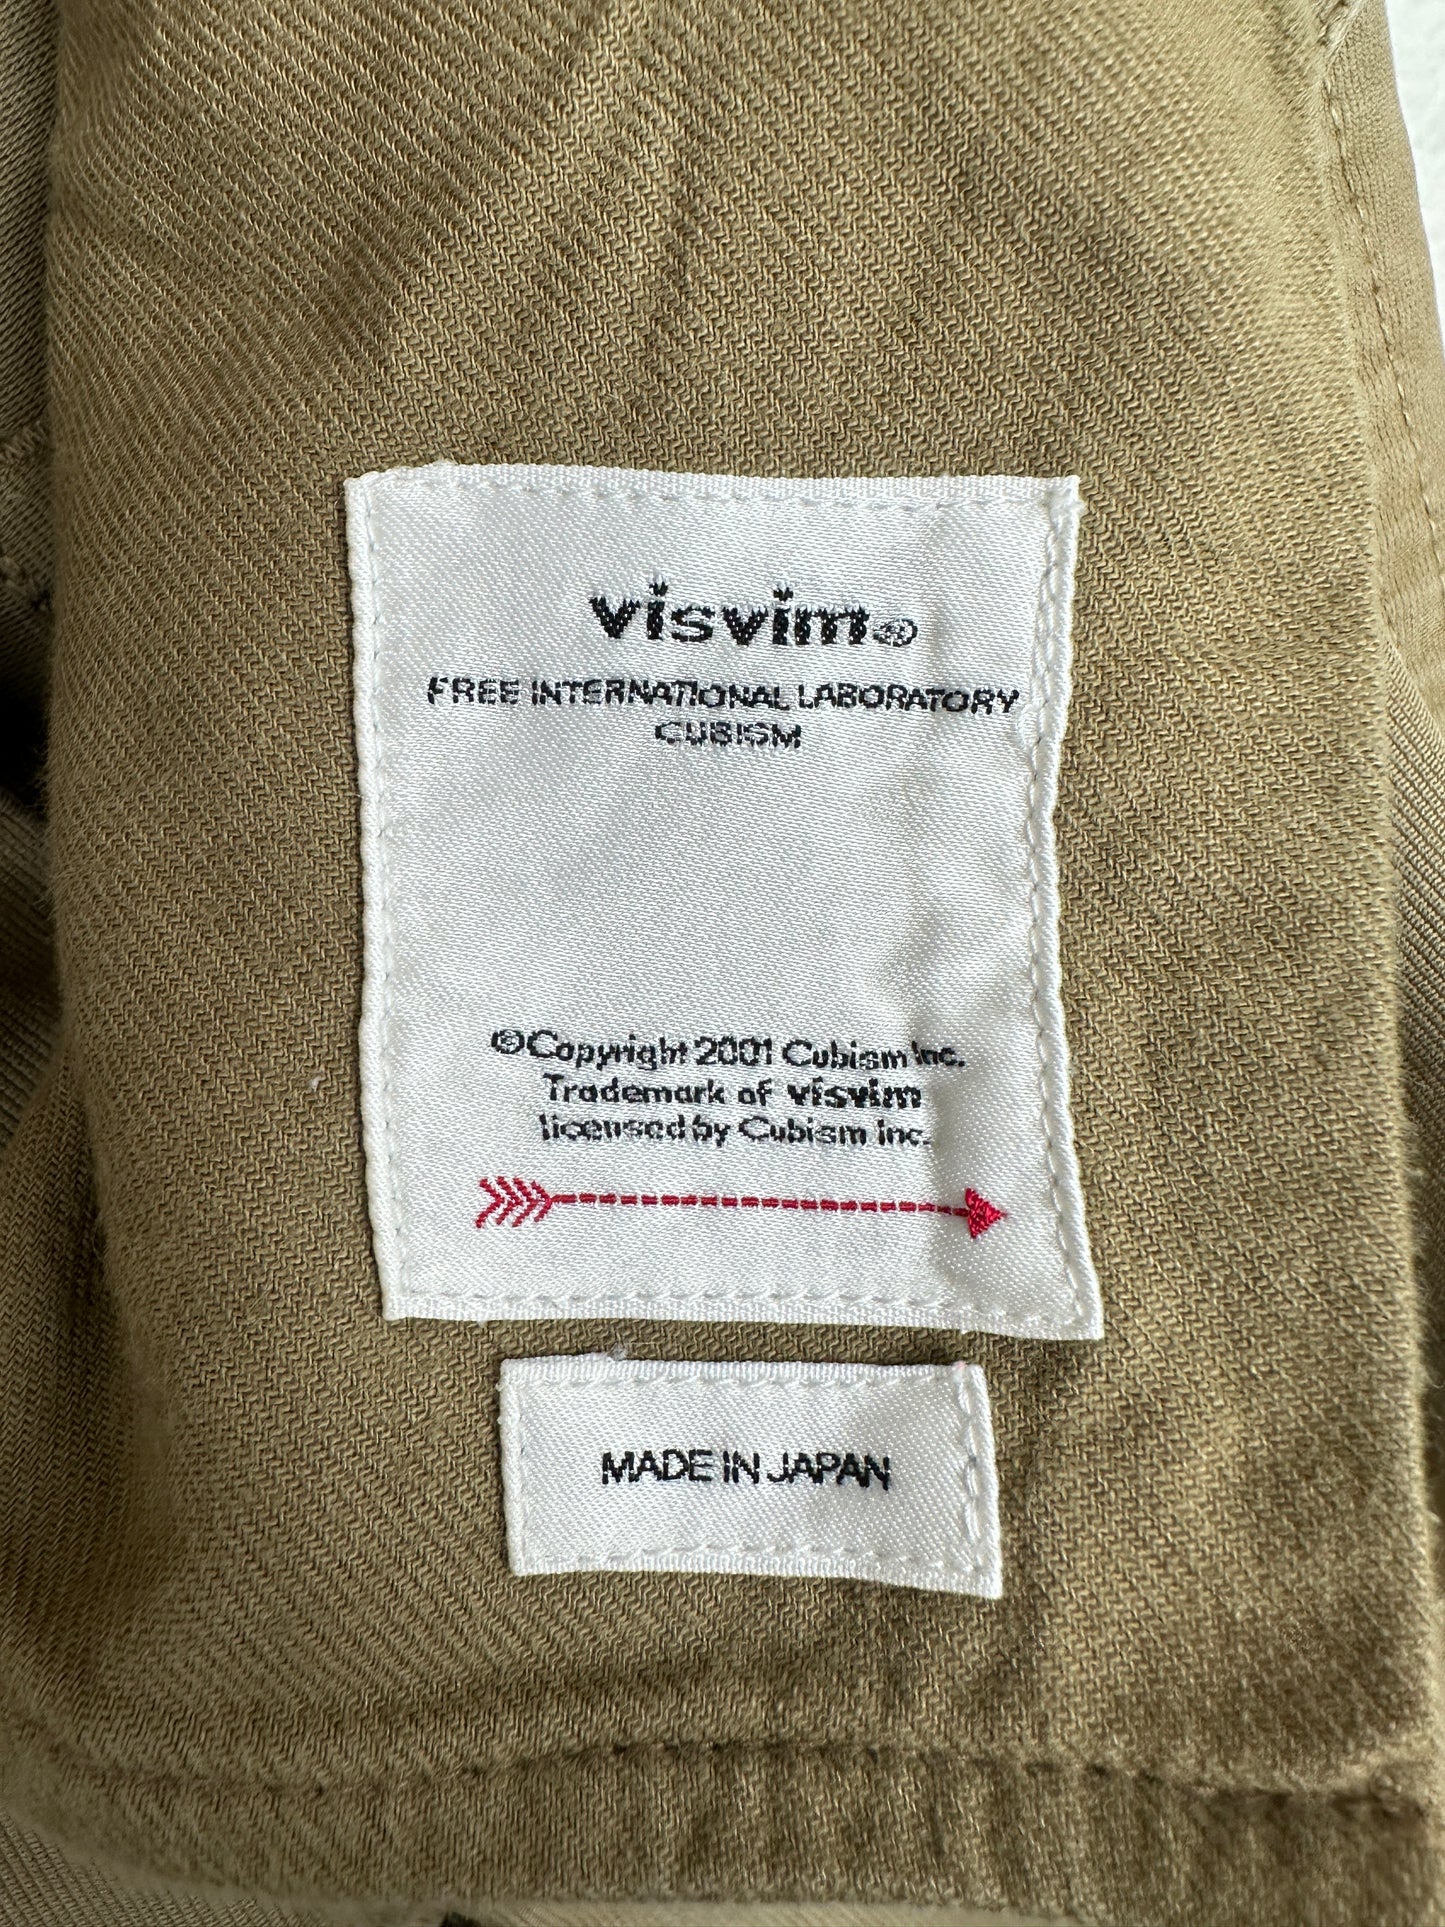 visvim®
FREE INTERNATIONAL LABORATORY
CUBISM
©Copyright 2001 Cubism Inc.
Trademark of visvim
licensed by Cubism Inc.
MADE IN JAPAN